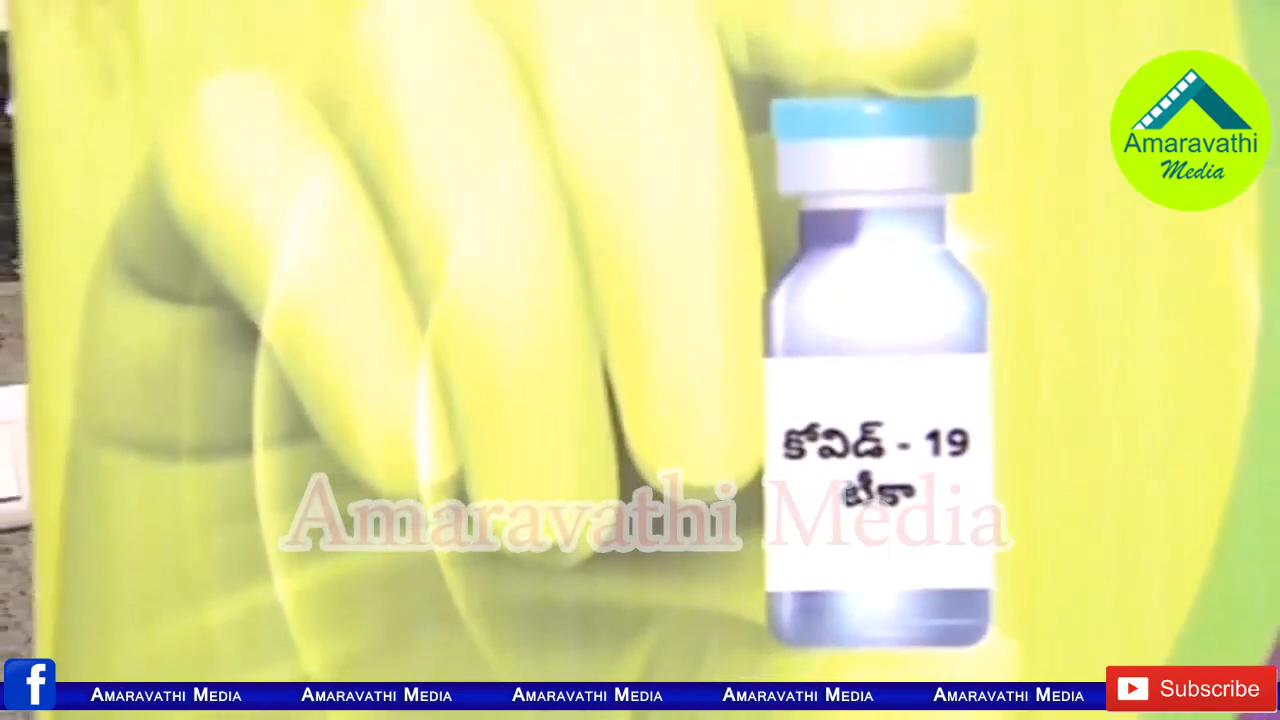 Amaravathi
Media
కోవిడ్ - 19
టీకా
Amaravathi Media
AMARAVATHI MEDIA AMARAVATHI MEDIA AMARAVATHI MEDIA AMARAVATHI MEDIA AMARAVATHI MEDIA
Subscribe